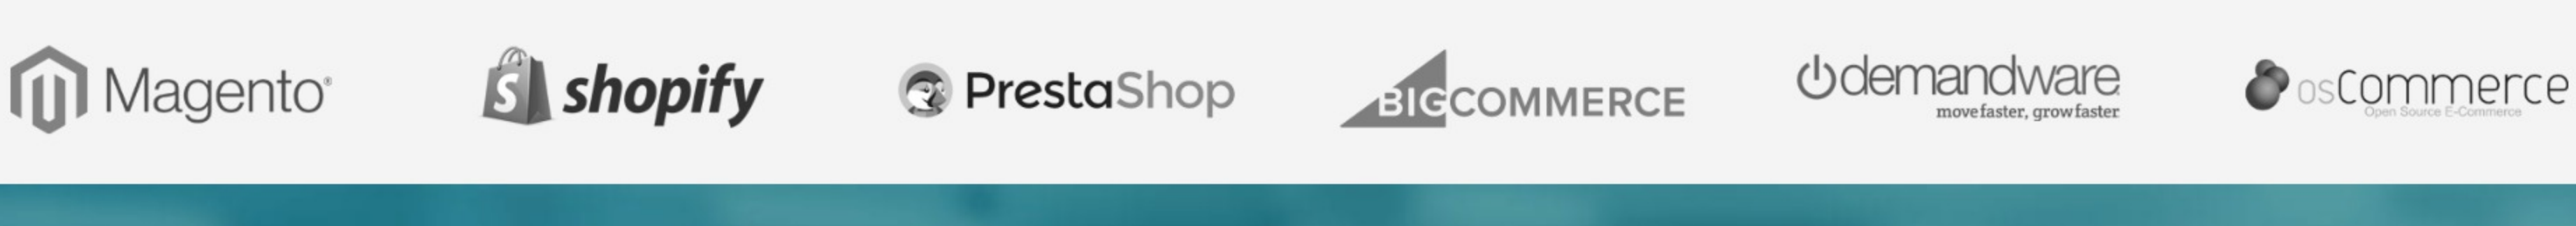 Magento®
S shopify
PrestaShop
BIGCOMMERCE
demandware
move faster, grow faster
osCommerce
Open Source E-Commerce